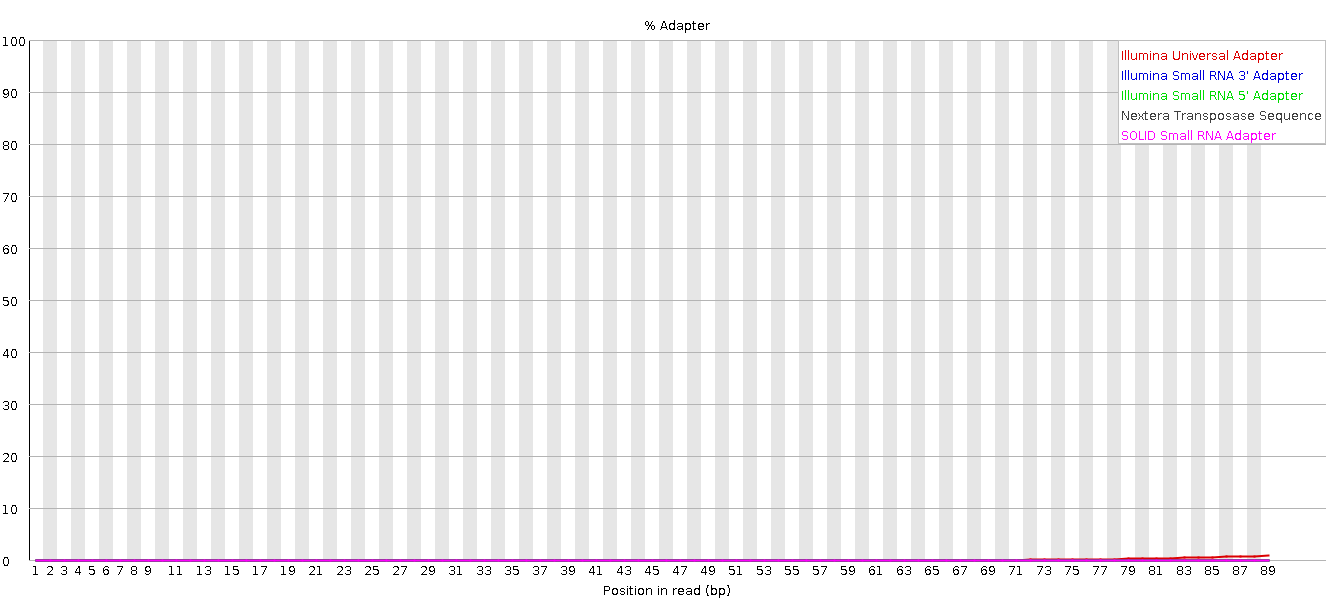 % Adapter
100
90
80
70
60
50
40
30
20
10
0
Illumina Universal Adapter
Illumina Small RNA 3' Adapter
Illumina Small RNA 5' Adapter
Nextera Transposase Sequence
SOLID Small RNA Adapter
1 2 3 4 5 6 7 8 9 11 13 15 17 19 21 23 25 27 29 31 33 35 37 39 41 43 45 47 49 51 53 55 57 59 61 63 65 67 69 71 73 75 77 79 81 83 85 87 89
Position in read (bp)